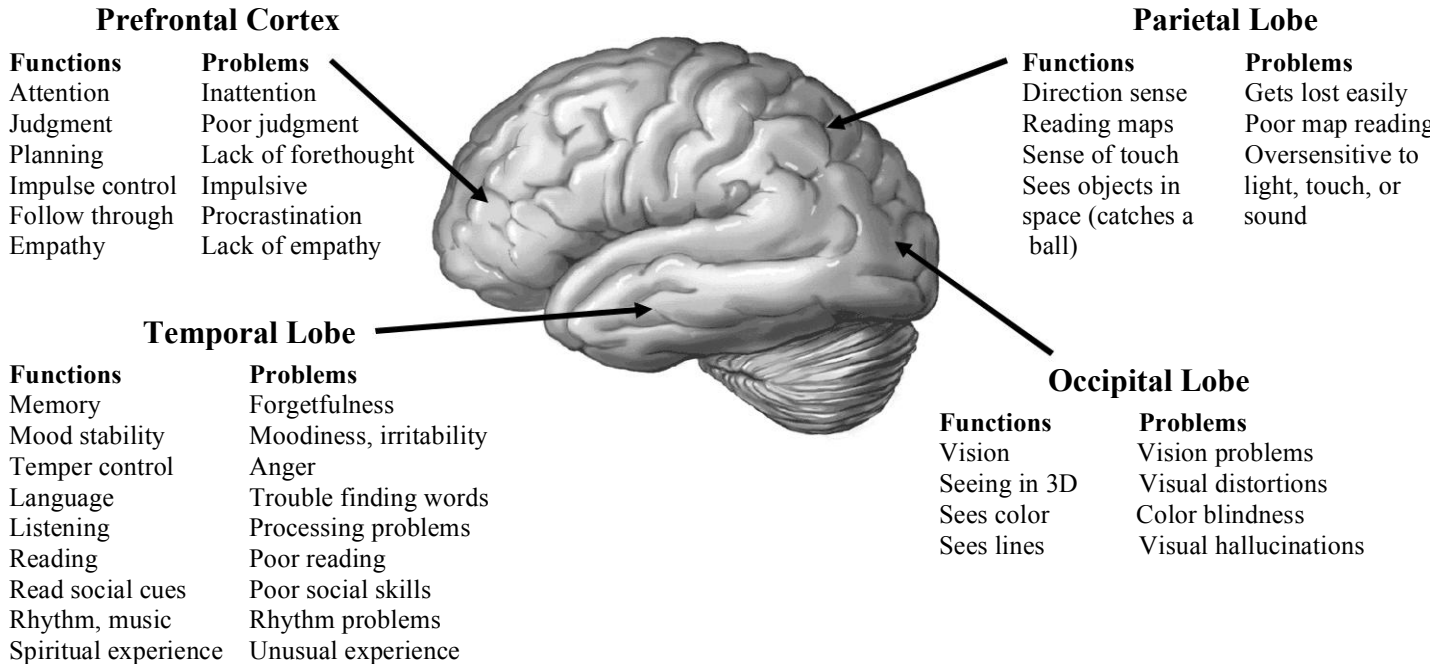 Prefrontal Cortex
Functions Problems
Attention Inattention
Judgment Poor judgment
Planning Lack of forethought
Impulse control Impulsive
Follow through Procrastination
Empathy Lack of empathy
Parietal Lobe
Functions Problems
Direction sense Gets lost easily
Reading maps Poor map reading
Sense of touch Oversensitive to
Sees objects in light, touch, or
space (catches a sound
ball)
Temporal Lobe
Functions Problems
Memory Forgetfulness
Mood stability Moodiness, irritability
Temper control Anger
Language Trouble finding words
Listening Processing problems
Reading Poor reading
Read social cues Poor social skills
Rhythm, music Rhythm problems
Spiritual experience Unusual experience
Occipital Lobe
Functions Problems
Vision Vision problems
Seeing in 3D Visual distortions
Sees color Color blindness
Sees lines Visual hallucinations